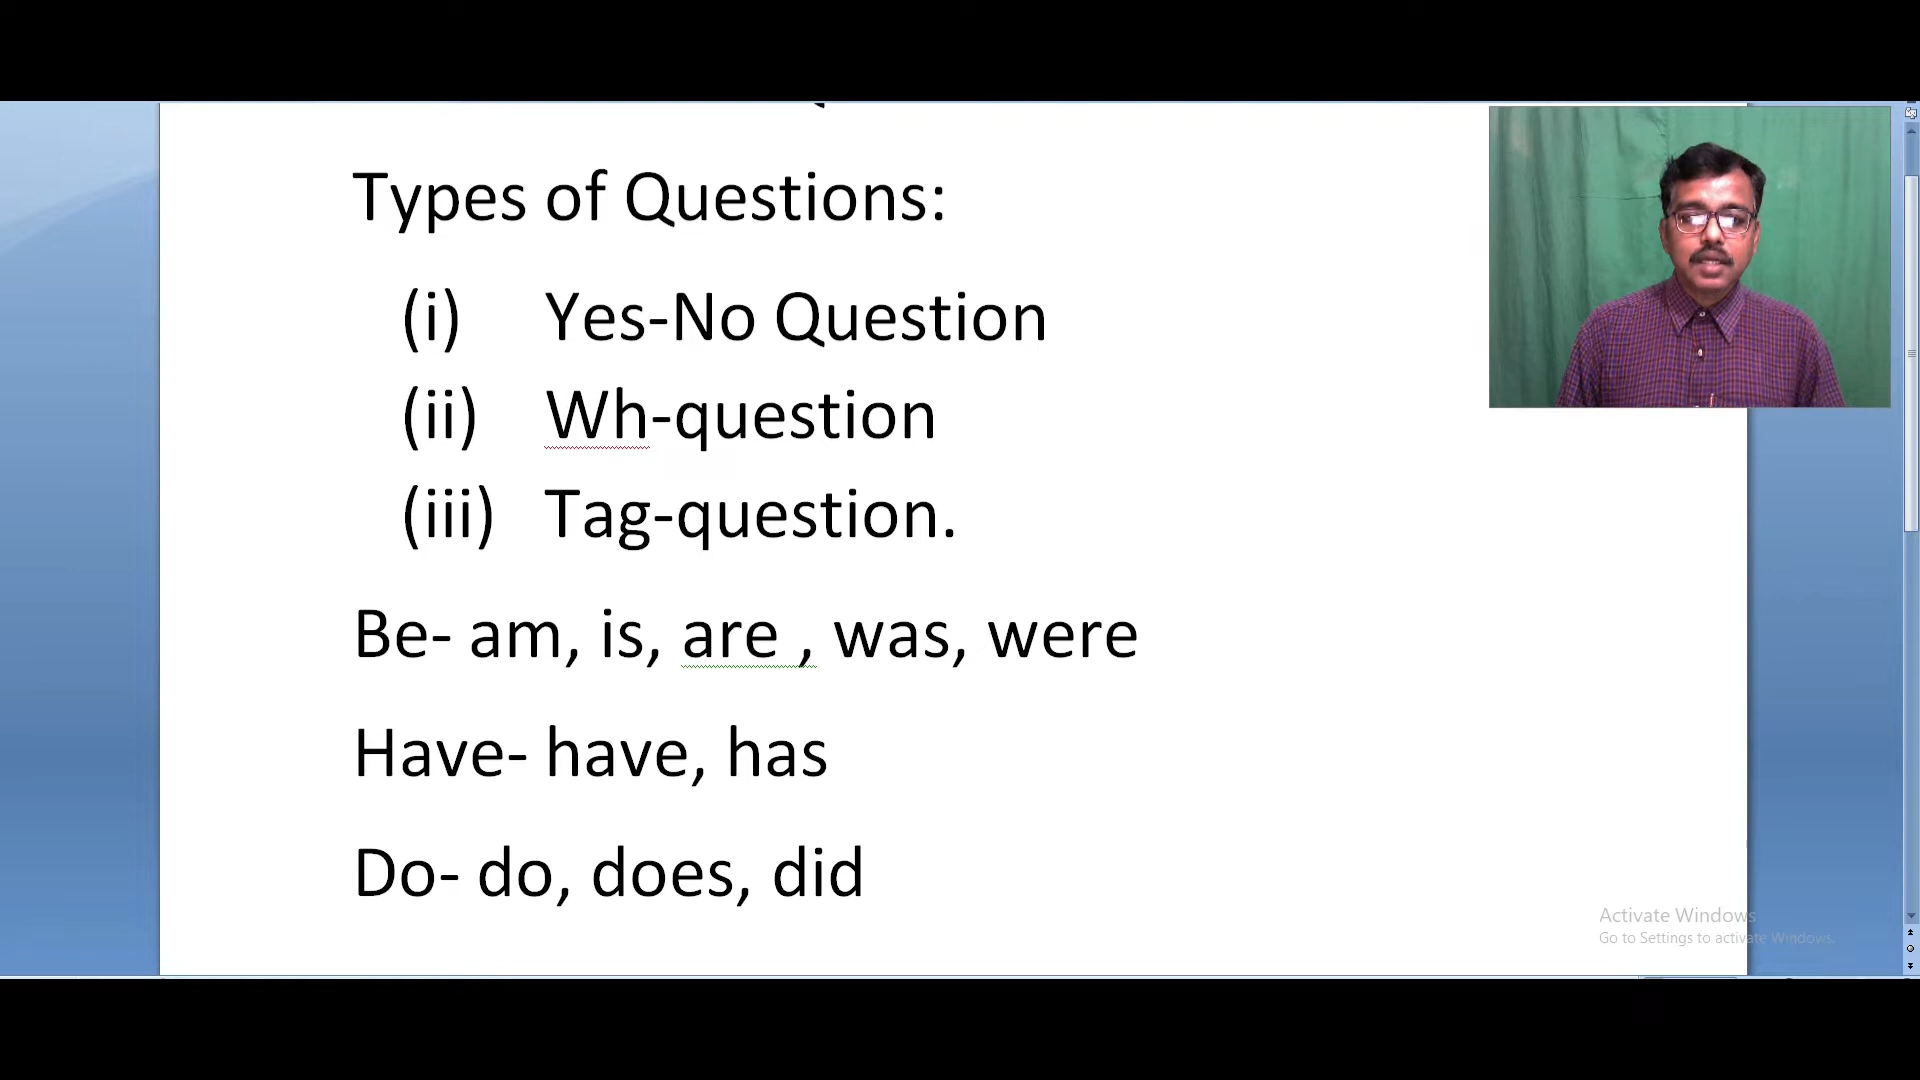 Types of Questions:
(i) Yes-No Question
(ii) Wh-question
(iii) Tag-question.
Be- am, is, are , was, were
Have- have, has
Do- do, does, did
Activate Windows
Go to Settings to activate Windows.